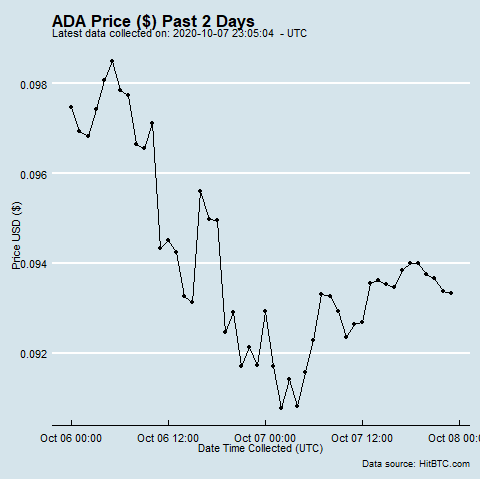 ADA Price ($) Past 2 Days
Latest data collected on: 2020-10-07 23:05:04 - UTC
Price USD ($)
0.098
0.096
0.094
0.092
Oct 06 00:00 Oct 06 12:00 Oct 07 00:00 Oct 07 12:00 Oct 08 00:
Date Time Collected (UTC)
Data source: HitBTC.com